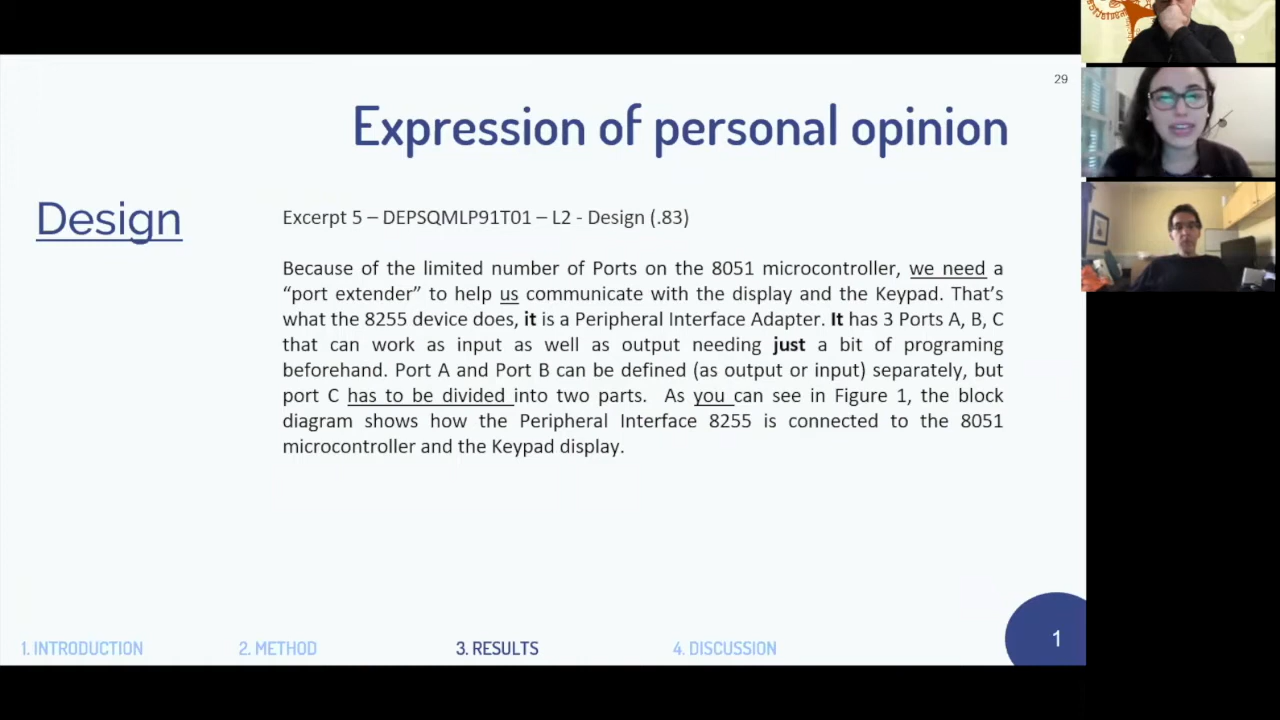 29
Expression of personal opinion
Design
Excerpt 5 – DEPSQMLP91T01 – L2 - Design (.83)
Because of the limited number of Ports on the 8051 microcontroller, we need a
“port extender” to help us communicate with the display and the Keypad. That’s
what the 8255 device does, it is a Peripheral Interface Adapter. It has 3 Ports A, B, C
that can work as input as well as output needing just a bit of programing
beforehand. Port A and Port B can be defined (as output or input) separately, but
port C has to be divided into two parts. As you can see in Figure 1, the block
diagram shows how the Peripheral Interface 8255 is connected to the 8051
microcontroller and the Keypad display.
1. INTRODUCTION
2. METHOD
3. RESULTS
4. DISCUSSION
1